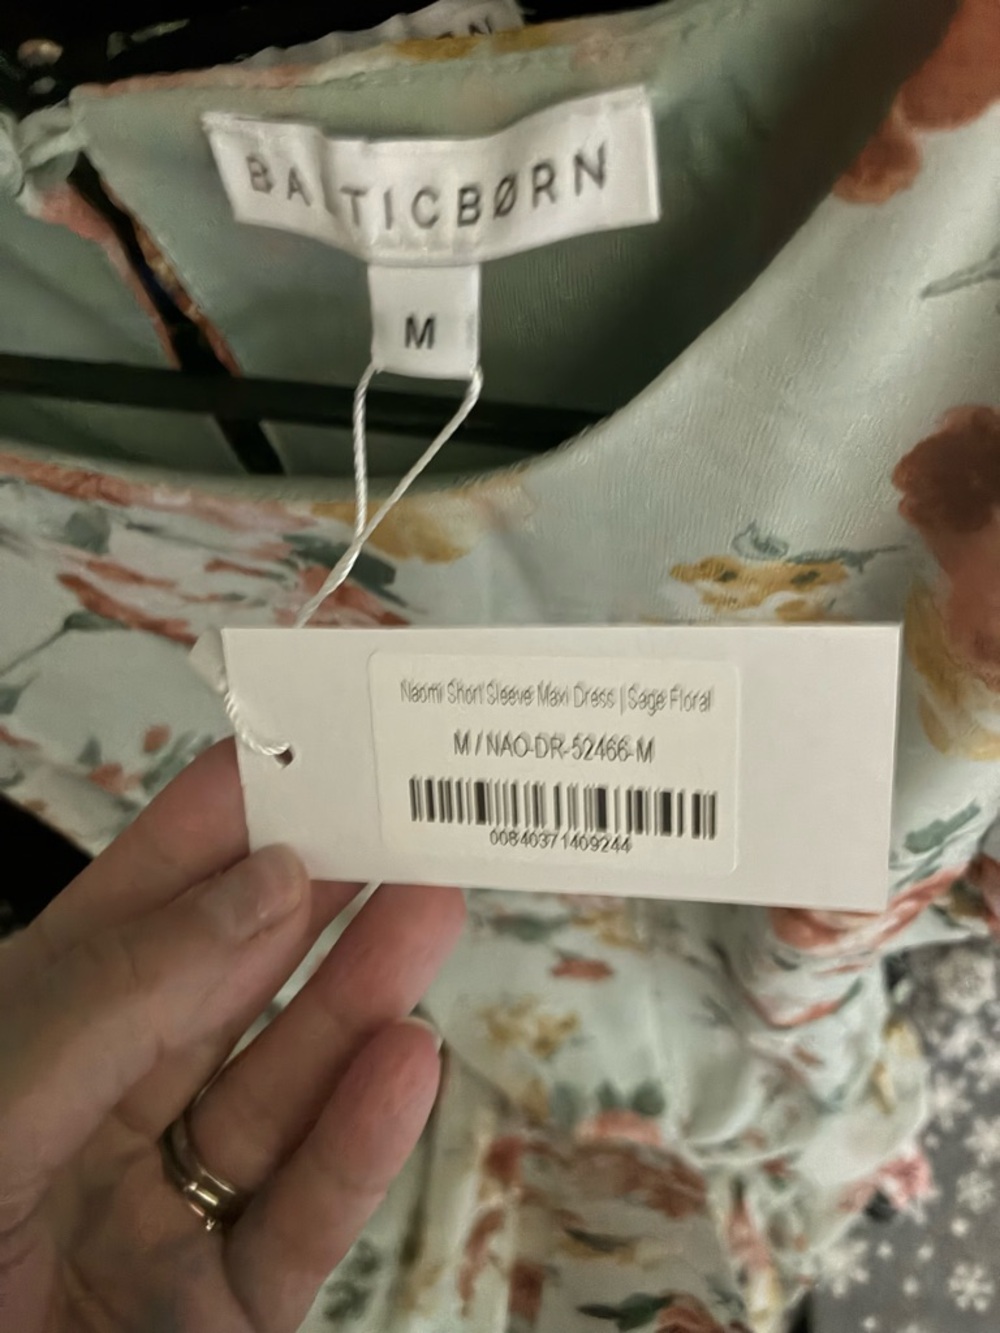 BALTICBØRN
M
Naomi Short Sleeve Maxi Dress | Sage Floral
M / NAO-DR-52466-M
00840371409244